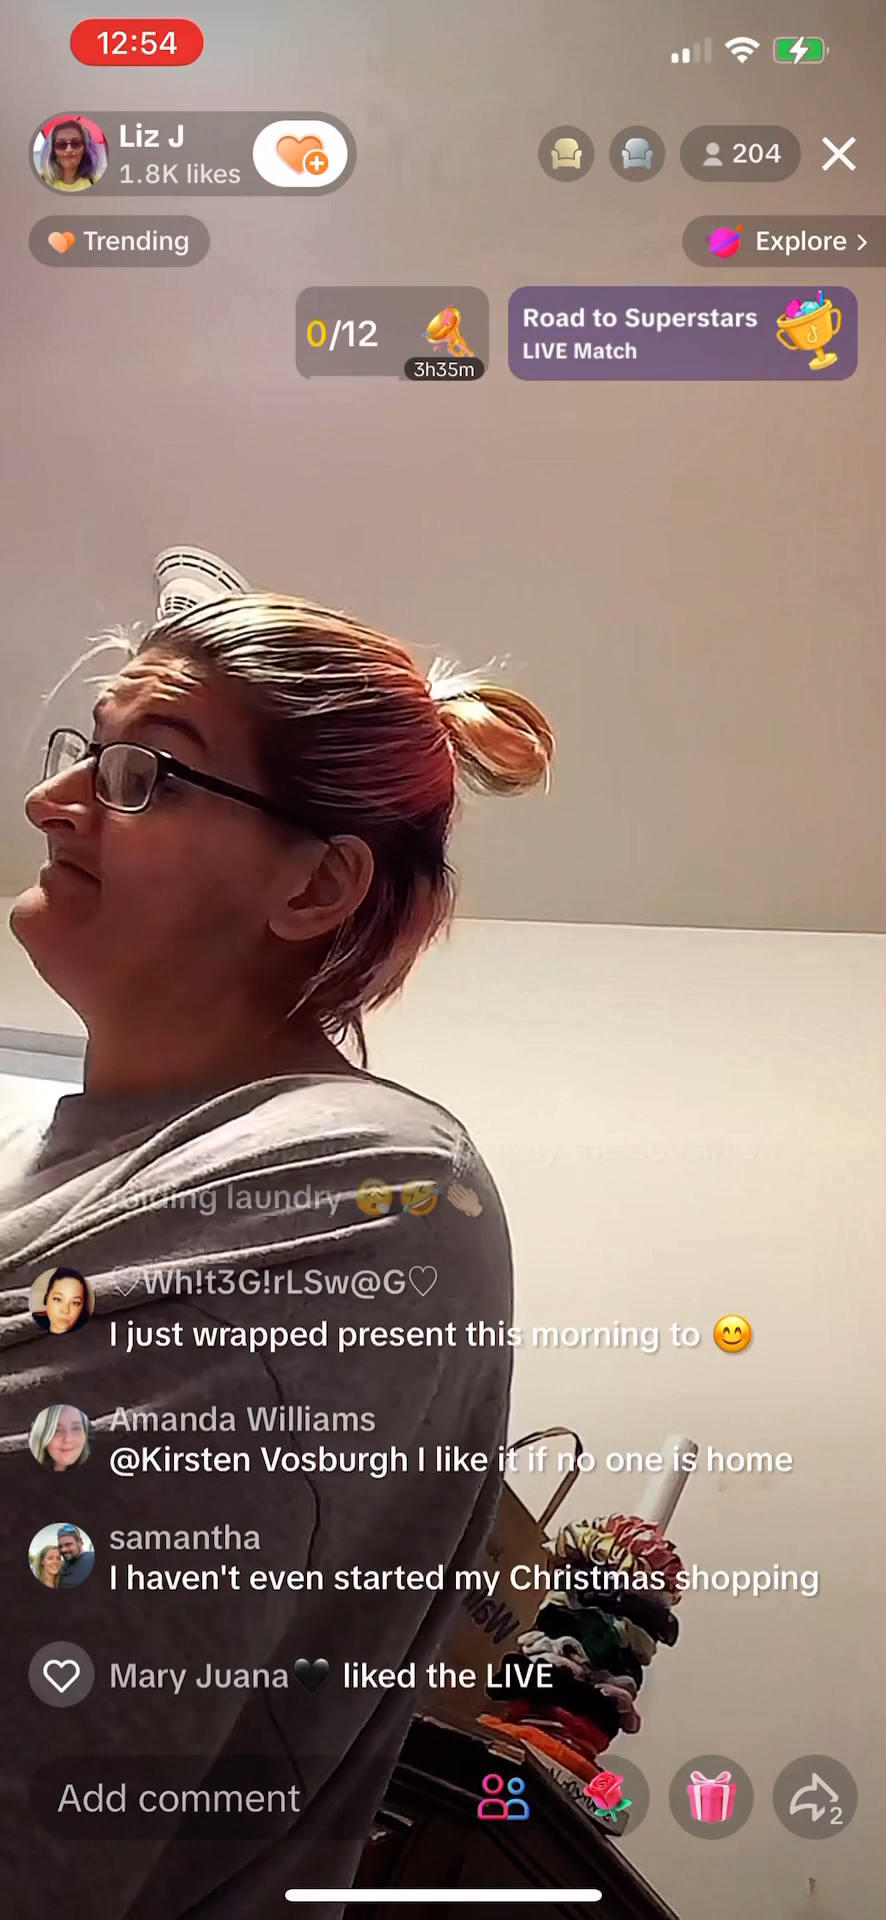 12:54
Liz J
1.8K likes
204
Trending
Explore >
0/12
3h35m
Road to Superstars
LIVE Match
laundry 😂🤣👏🏼
♡Wh!t3G!rLSw@G♡
I just wrapped present this morning to 😊
Amanda Williams
@Kirsten Vosburgh I like it if no one is home
samantha
I haven't even started my Christmas shopping
Mary Juana🖤 liked the LIVE
Add comment
2